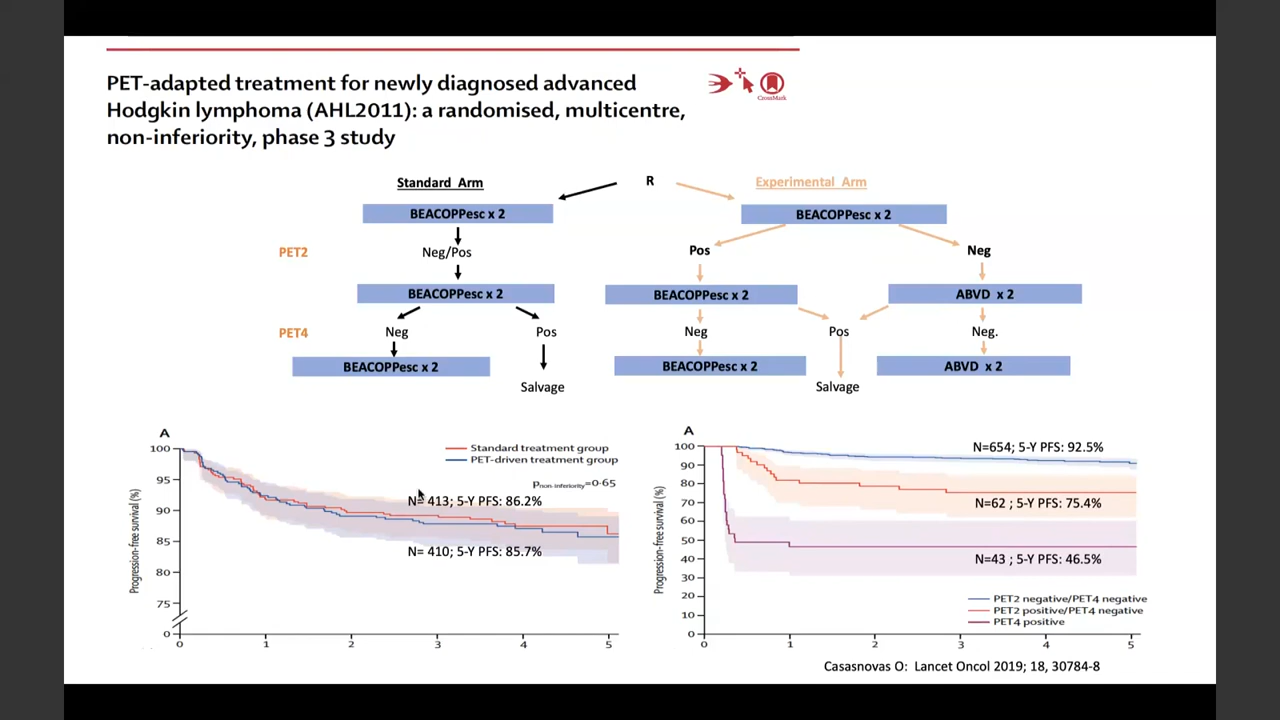 PET-adapted treatment for newly diagnosed advanced
Hodgkin lymphoma (AHL2011): a randomised, multicentre,
non-inferiority, phase 3 study
CrossMark
Standard Arm
R
Experimental Arm
BEACOPPesc x 2
BEACOPPesc x 2
PET2
Neg/Pos
Pos
Neg
BEACOPPesc x 2
BEACOPPesc x 2
ABVD x 2
PET4
Neg
Pos
Neg
Pos
Neg.
BEACOPPesc x 2
Salvage
BEACOPPesc x 2
Salvage
ABVD x 2
A
Progression-free survival (%)
100
95
90
85
80
75
0
0 1 2 3 4 5
Standard treatment group
PET-driven treatment group
pnon-inferiority=0·65
N= 413; 5-Y PFS: 86.2%
N= 410; 5-Y PFS: 85.7%
A
Progression-free survival (%)
100
90
80
70
60
50
40
30
20
10
0
0 1 2 3 4 5
N=654; 5-Y PFS: 92.5%
N=62 ; 5-Y PFS: 75.4%
N=43 ; 5-Y PFS: 46.5%
PET2 negative/PET4 negative
PET2 positive/PET4 negative
PET4 positive
Casasnovas O: Lancet Oncol 2019; 18, 30784-8